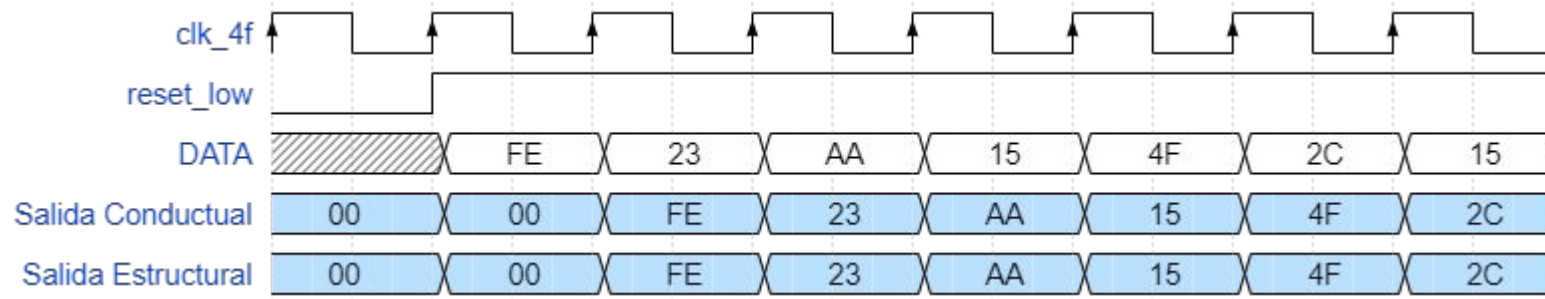 clk_4f
reset_low
DATA FE 23 AA 15 4F 2C 15
Salida Conductual 00 00 FE 23 AA 15 4F 2C
Salida Estructural 00 00 FE 23 AA 15 4F 2C